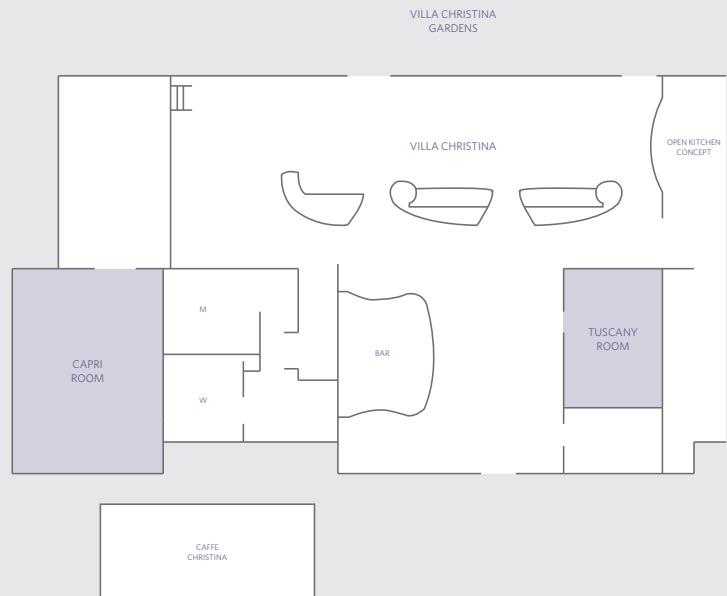 VILLA CHRISTINA
GARDENS
VILLA CHRISTINA
OPEN KITCHEN
CONCEPT
M
TUSCANY
ROOM
BAR
CAPRI
ROOM
W
CAFFE
CHRISTINA